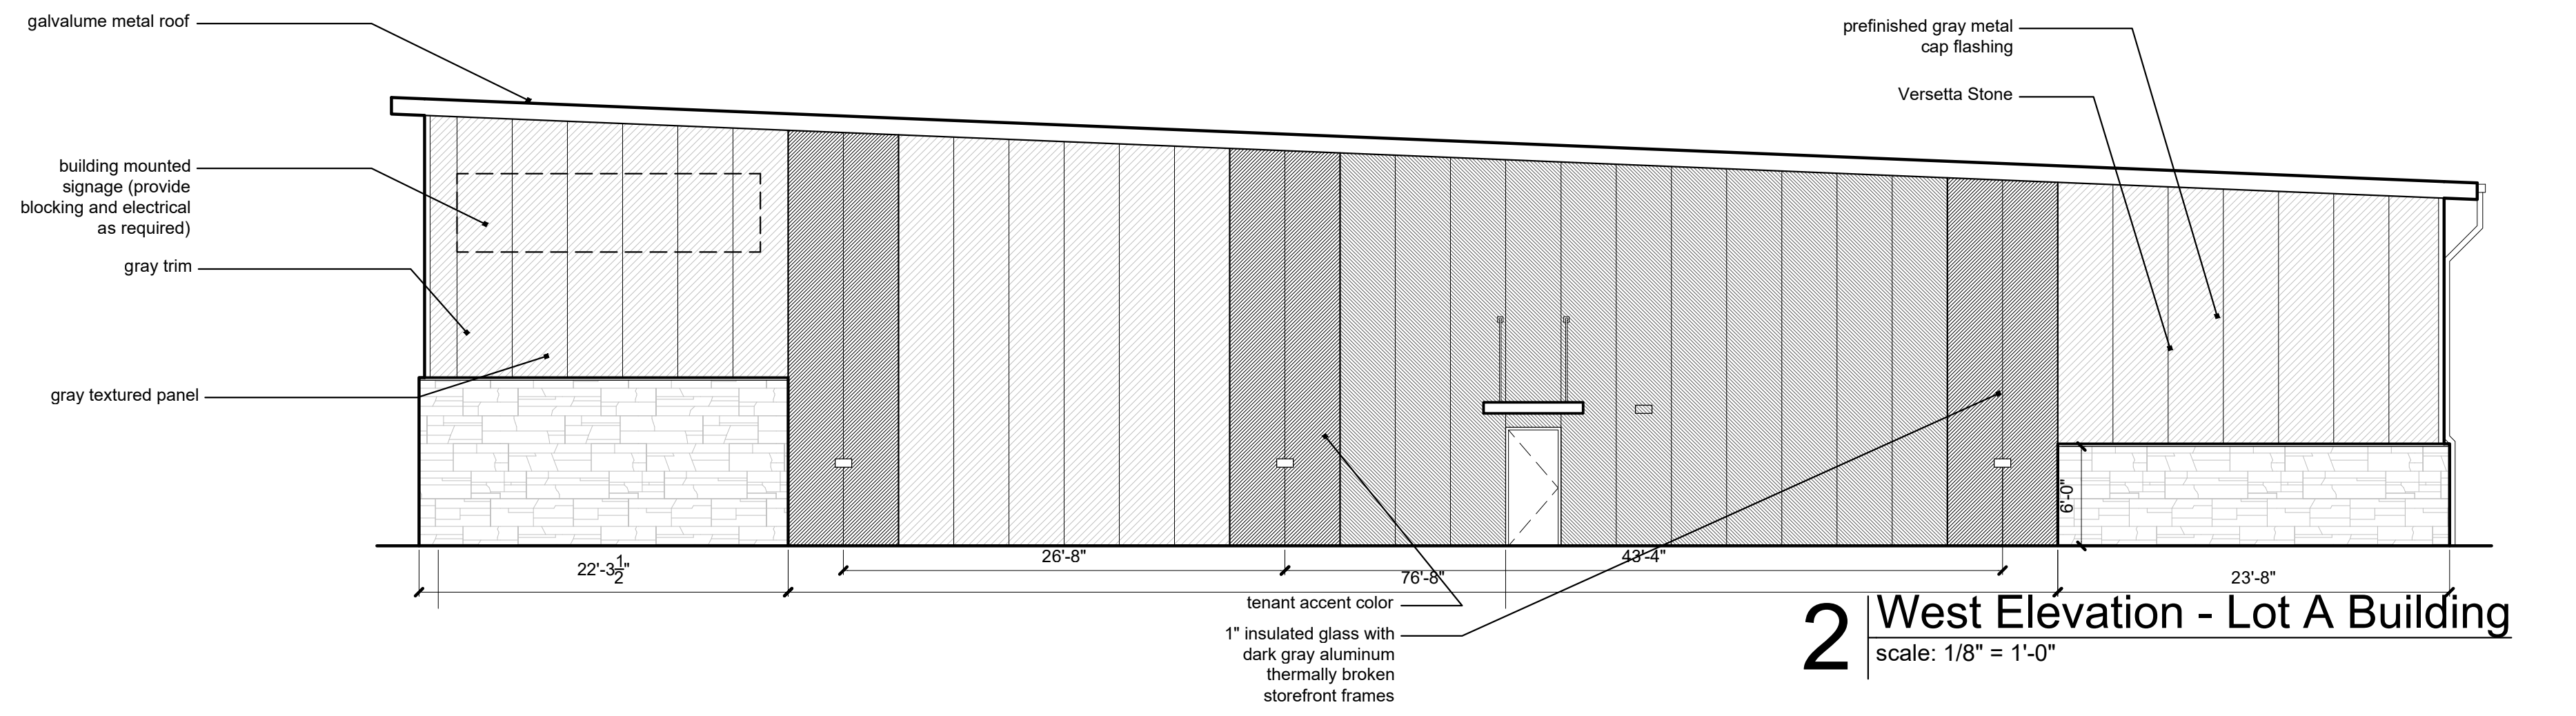 galvalume metal roof
building mounted
signage (provide
blocking and electrical
as required)
gray trim
gray textured panel
prefinished gray metal
cap flashing
Versetta Stone
6'-0"
26'-8"
43'-4"
22'-3 1/2"
76'-8"
23'-8"
tenant accent color
1" insulated glass with
dark gray aluminum
thermally broken
storefront frames
2
West Elevation - Lot A Building
scale: 1/8" = 1'-0"